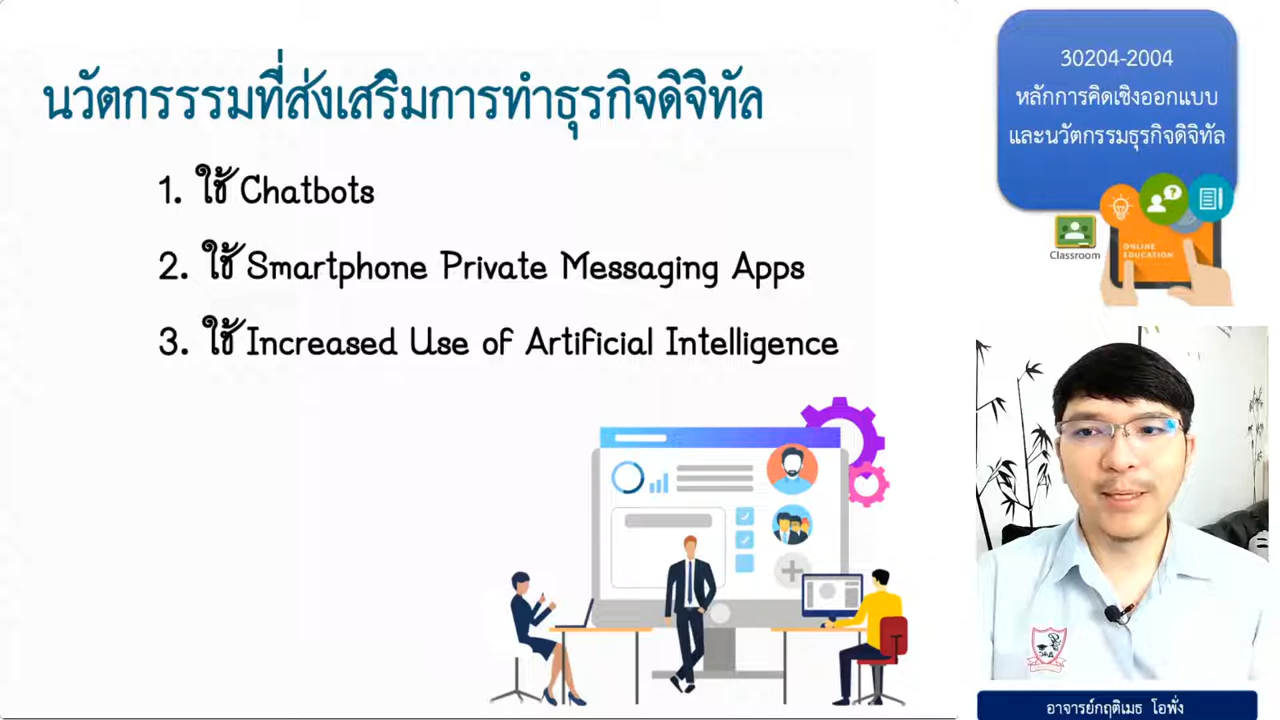 นวัตกรรรมที่ส่งเสริมการทำธุรกิจดิจิทัล
1. ใช้ Chatbots
2. ใช้ Smartphone Private Messaging Apps
3. ใช้ Increased Use of Artificial Intelligence
30204-2004
หลักการคิดเชิงออกแบบ
และนวัตกรรมธุรกิจดิจิทัล
ONLINE
EDUCATION
Classroom
อาจารย์กฤติเมธ โอพั่ง